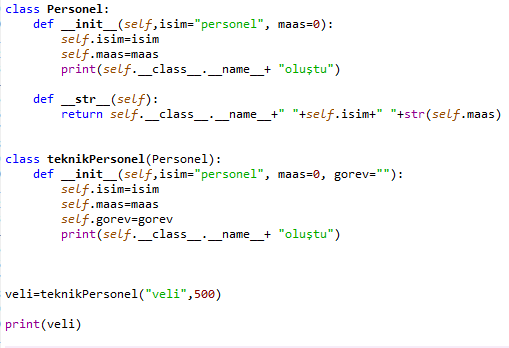 class Personel:
    def __init__(self,isim="personel", maas=0):
        self.isim=isim
        self.maas=maas
        print(self.__class__.__name__+ "oluştu")

    def __str__(self):
        return self.__class__.__name__+" "+self.isim+" "+str(self.maas)


class teknikPersonel(Personel):
    def __init__(self,isim="personel", maas=0, gorev=""):
        self.isim=isim
        self.maas=maas
        self.gorev=gorev
        print(self.__class__.__name__+ "oluştu")



veli=teknikPersonel("veli",500)

print(veli)